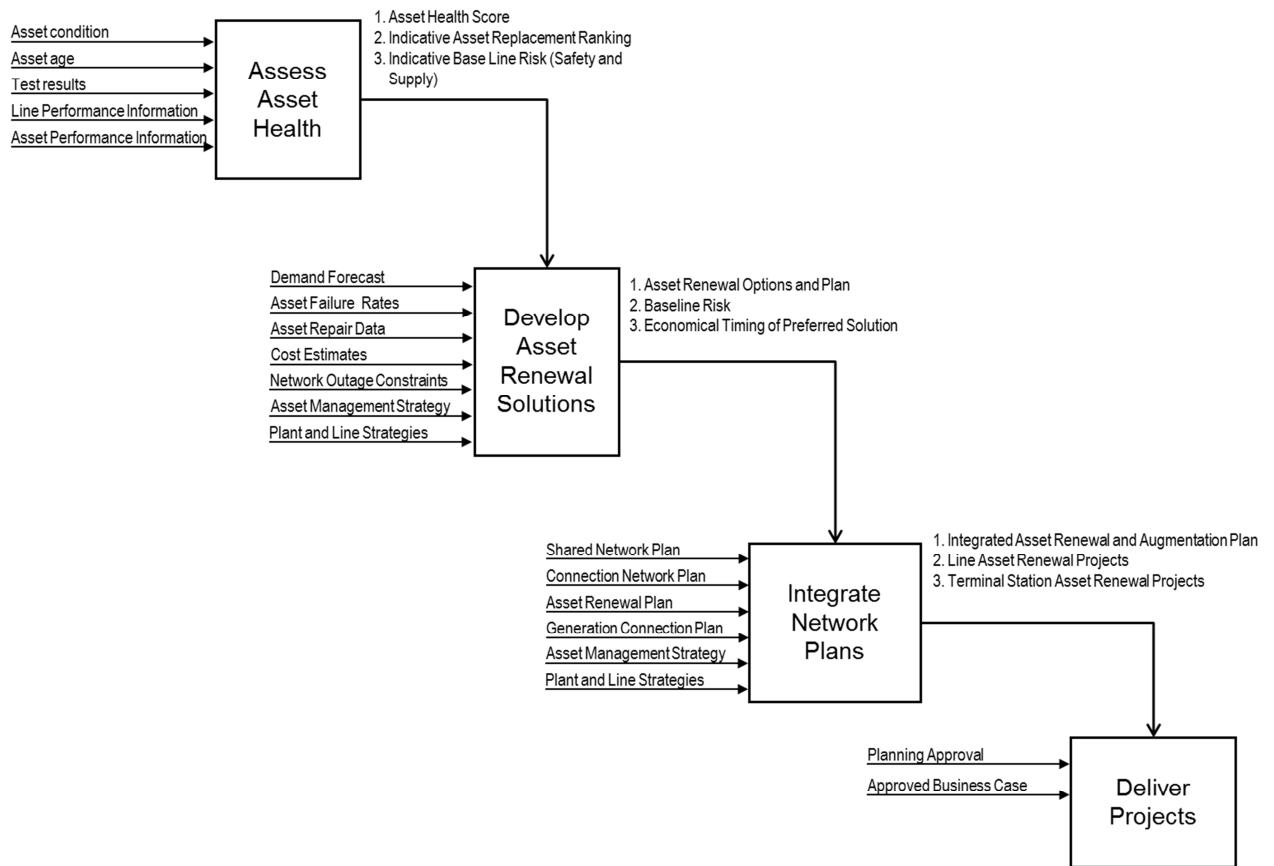 Asset condition
Asset age
Test results
Line Performance Information
Asset Performance Information
Assess
Asset
Health
1. Asset Health Score
2. Indicative Asset Replacement Ranking
3. Indicative Base Line Risk (Safety and
Supply)
Demand Forecast
Asset Failure Rates
Asset Repair Data
Cost Estimates
Network Outage Constraints
Asset Management Strategy
Plant and Line Strategies
Develop
Asset
Renewal
Solutions
1. Asset Renewal Options and Plan
2. Baseline Risk
3. Economical Timing of Preferred Solution
Shared Network Plan
Connection Network Plan
Asset Renewal Plan
Generation Connection Plan
Asset Management Strategy
Plant and Line Strategies
Integrate
Network
Plans
1. Integrated Asset Renewal and Augmentation Plan
2. Line Asset Renewal Projects
3. Terminal Station Asset Renewal Projects
Planning Approval
Approved Business Case
Deliver
Projects